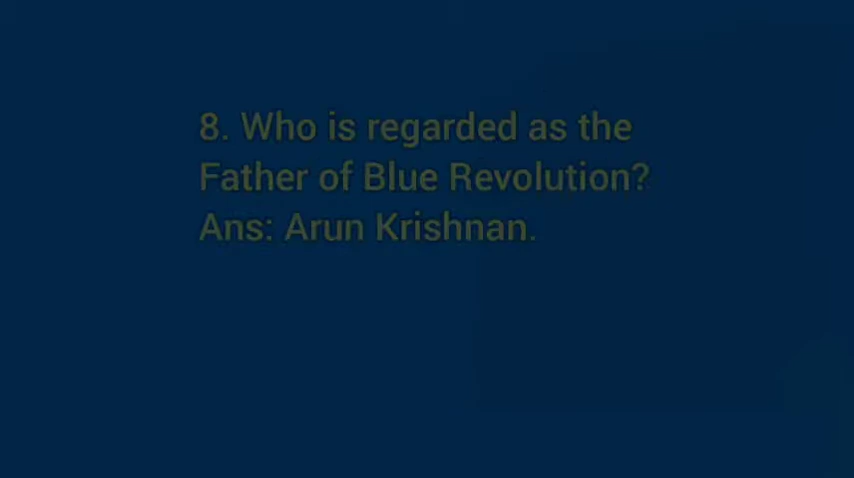 8. Who is regarded as the
Father of Blue Revolution?
Ans: Arun Krishnan.